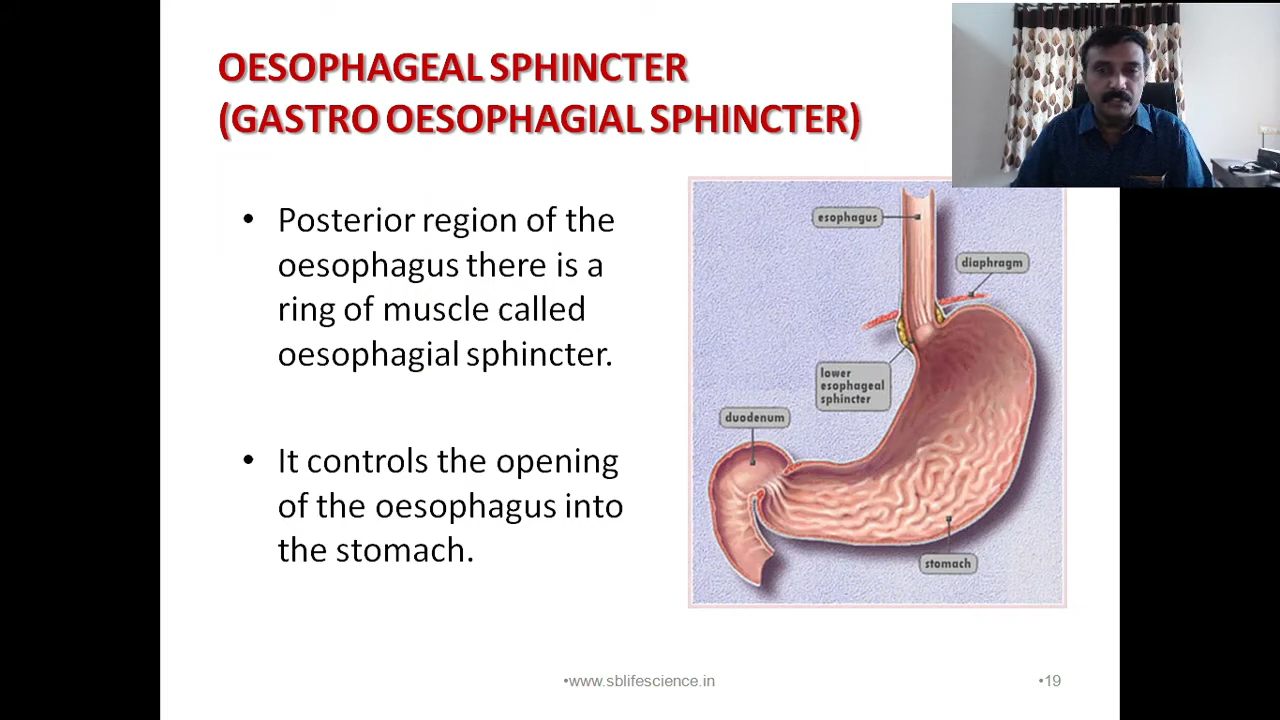 OESOPHAGEAL SPHINCTER
(GASTRO OESOPHAGIAL SPHINCTER)
• Posterior region of the
oesophagus there is a
ring of muscle called
oesophagial sphincter.
• It controls the opening
of the oesophagus into
the stomach.
esophagus
diaphragm
lower
esophageal
sphincter
duodenum
stomach
•www.sblifescience.in
•19